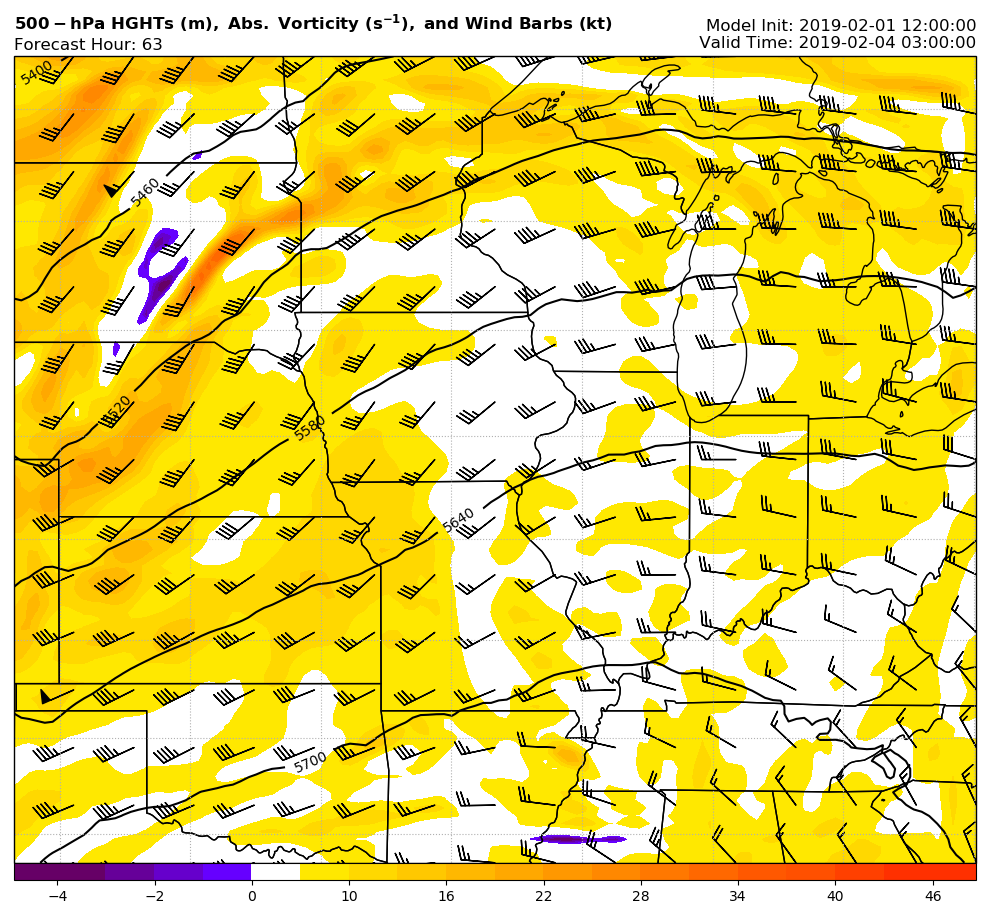 500-hPa HGHTs (m), Abs. Vorticity (s⁻¹), and Wind Barbs (kt)
Forecast Hour: 63
Model Init: 2019-02-01 12:00:00
Valid Time: 2019-02-04 03:00:00
5400
5460
5520
5580
5640
5700
−4 −2 0 10 16 22 28 34 40 46